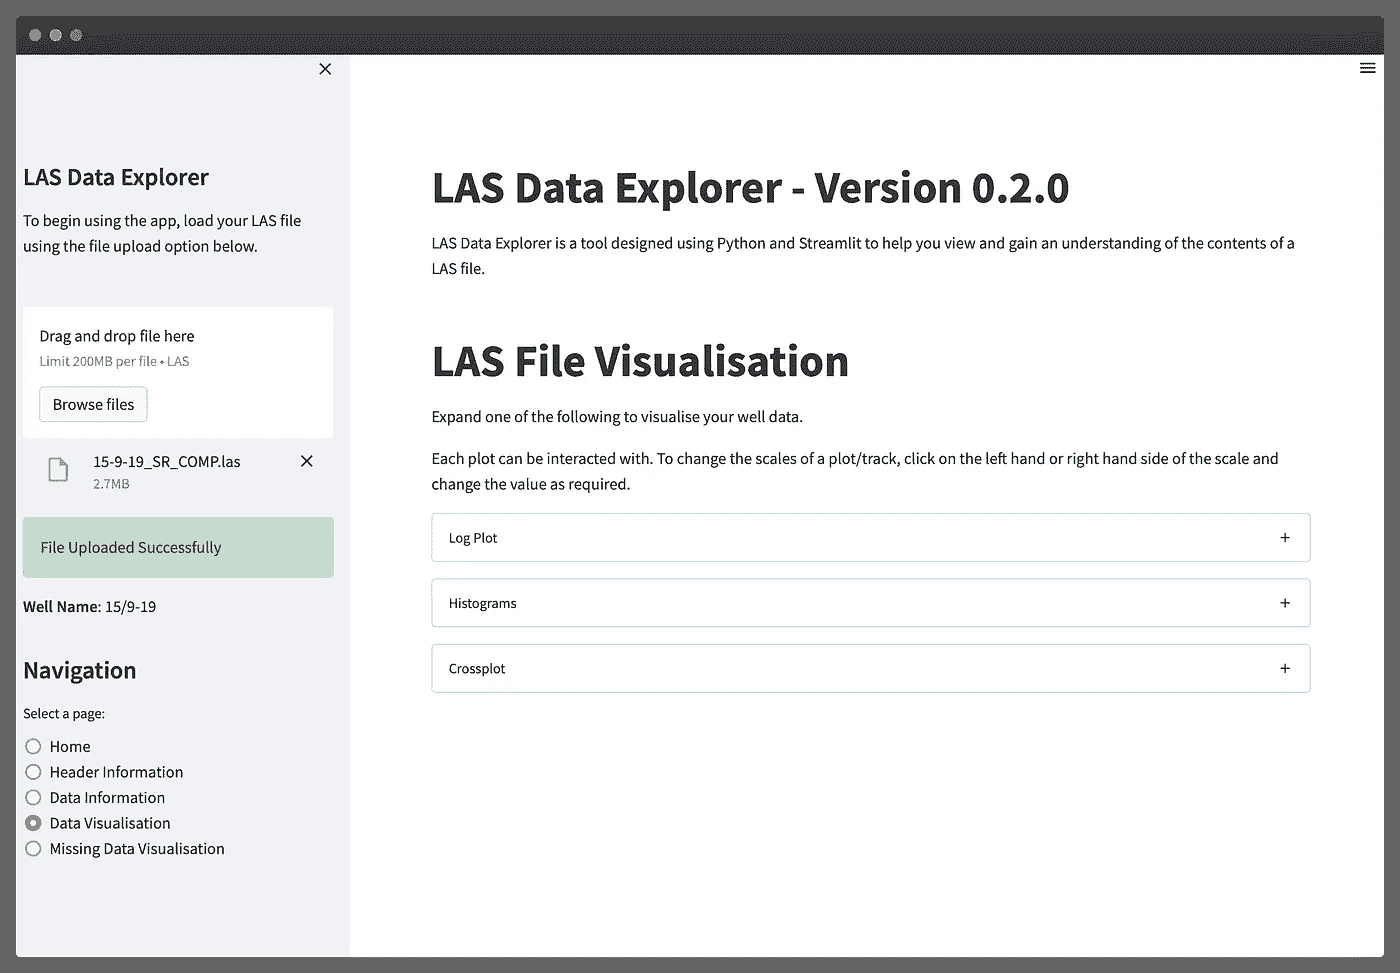 LAS Data Explorer
To begin using the app, load your LAS file
using the file upload option below.
Drag and drop file here
Limit 200MB per file • LAS
Browse files
15-9-19_SR_COMP.las
2.7MB
File Uploaded Successfully
Well Name: 15/9-19
Navigation
Select a page:
Home
Header Information
Data Information
Data Visualisation
Missing Data Visualisation
LAS Data Explorer - Version 0.2.0
LAS Data Explorer is a tool designed using Python and Streamlit to help you view and gain an understanding of the contents of a
LAS file.
LAS File Visualisation
Expand one of the following to visualise your well data.
Each plot can be interacted with. To change the scales of a plot/track, click on the left hand or right hand side of the scale and
change the value as required.
Log Plot
Histograms
Crossplot